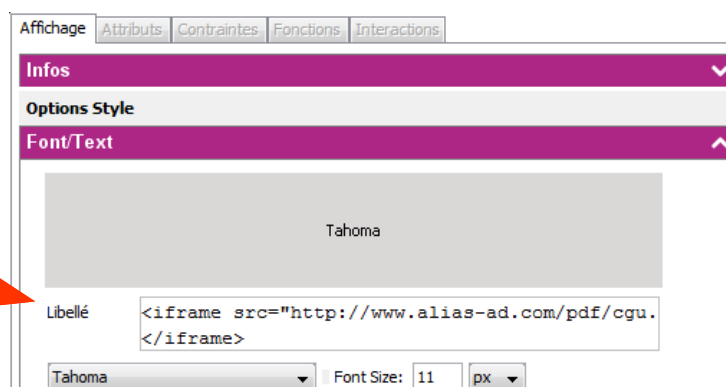 Affichage Attributs Contraintes Fonctions Interactions
Infos
Options Style
Font/Text
Tahoma
Libellé <iframe src="http://www.alias-ad.com/pdf/cgu.
</iframe>
Tahoma Font Size: 11 px